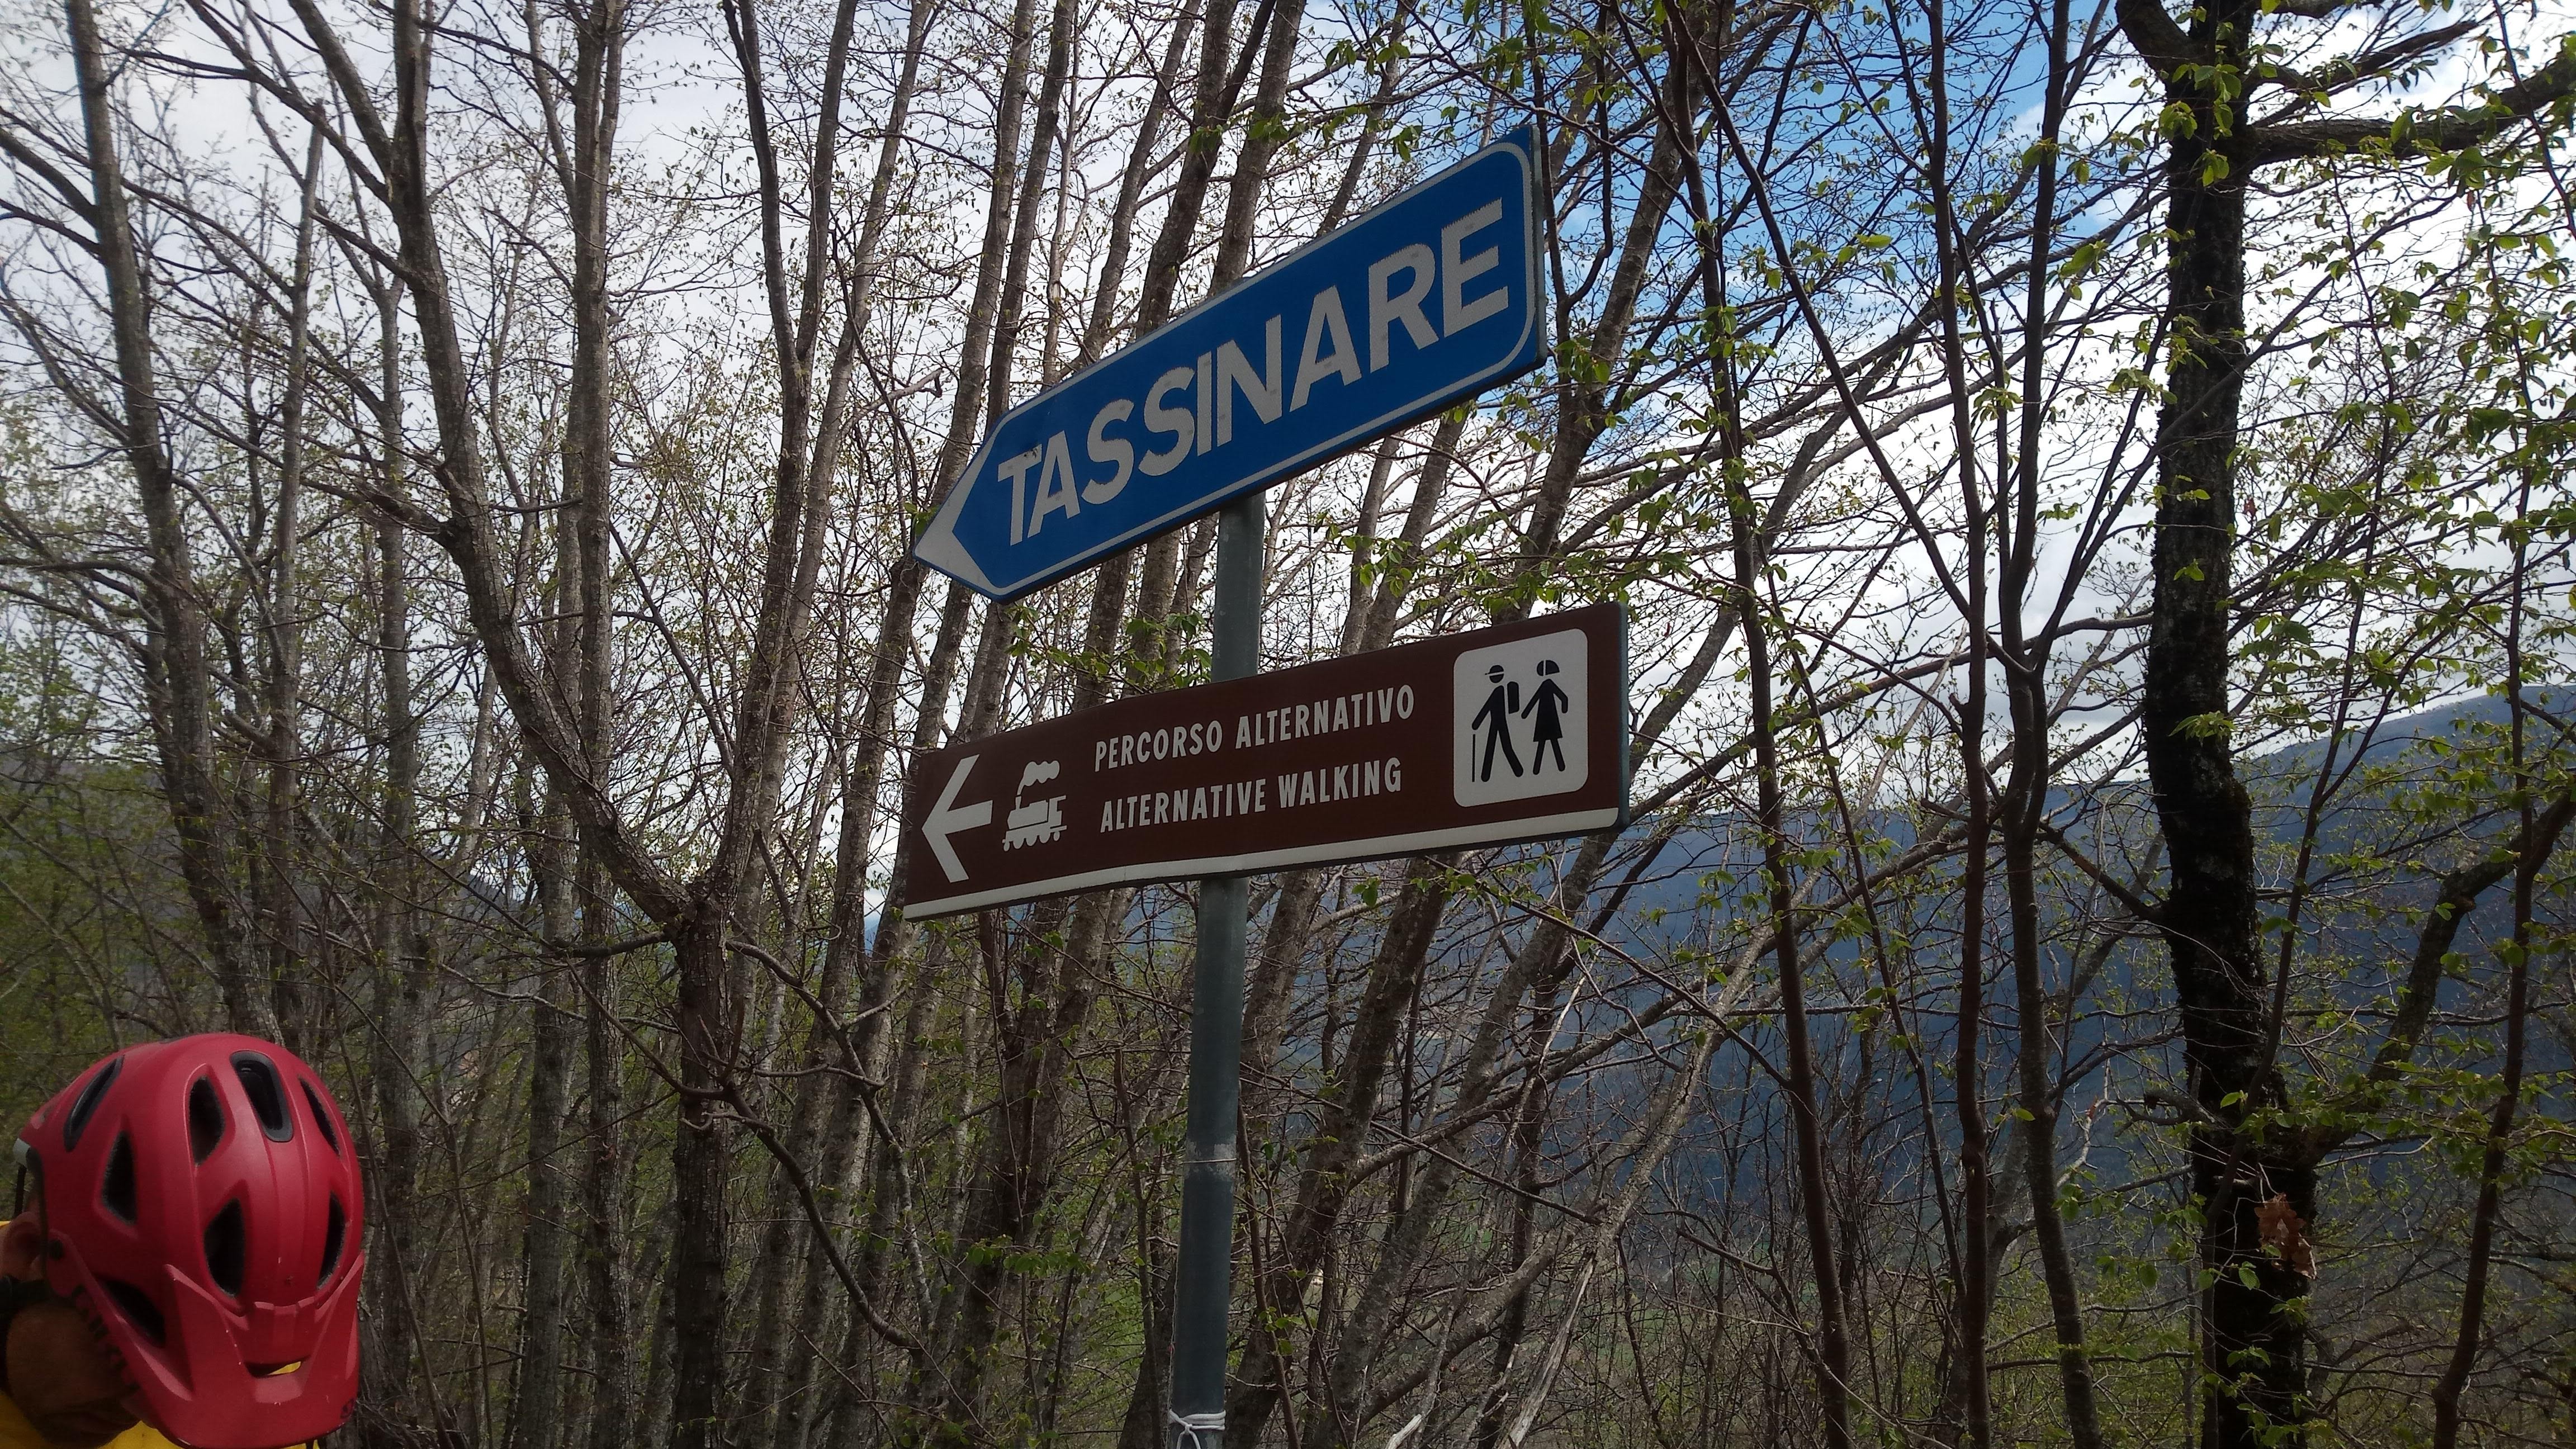 TASSINARE
PERCORSO ALTERNATIVO
ALTERNATIVE WALKING